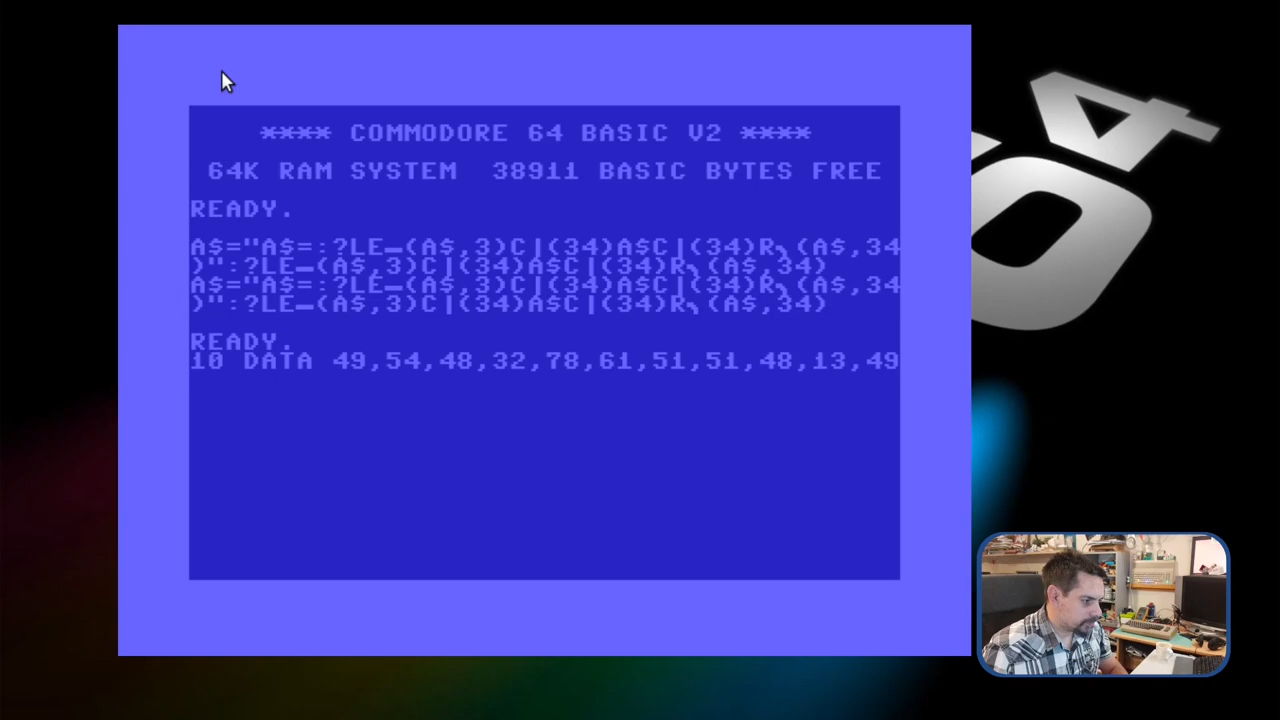 **** COMMODORE 64 BASIC V2 ****
64K RAM SYSTEM  38911 BASIC BYTES FREE
READY.
A$="A$=:?LE─(A$,3)C|(34)A$C|(34)R╮(A$,34
)":?LE─(A$,3)C|(34)A$C|(34)R╮(A$,34)
A$="A$=:?LE─(A$,3)C|(34)A$C|(34)R╮(A$,34
)":?LE─(A$,3)C|(34)A$C|(34)R╮(A$,34)
READY.
10 DATA 49,54,48,32,78,61,51,51,48,13,49
64